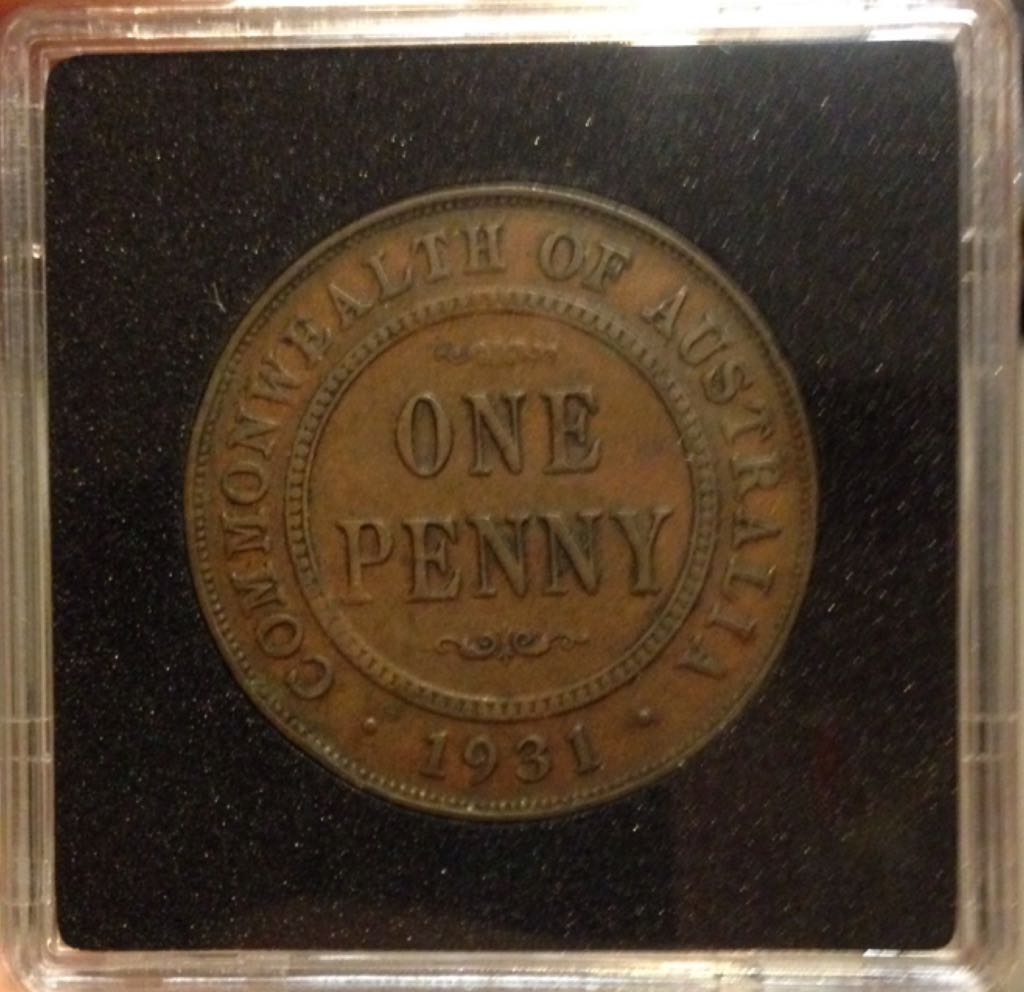 COMMONWEALTH OF AUSTRALIA
ONE
PENNY
1931